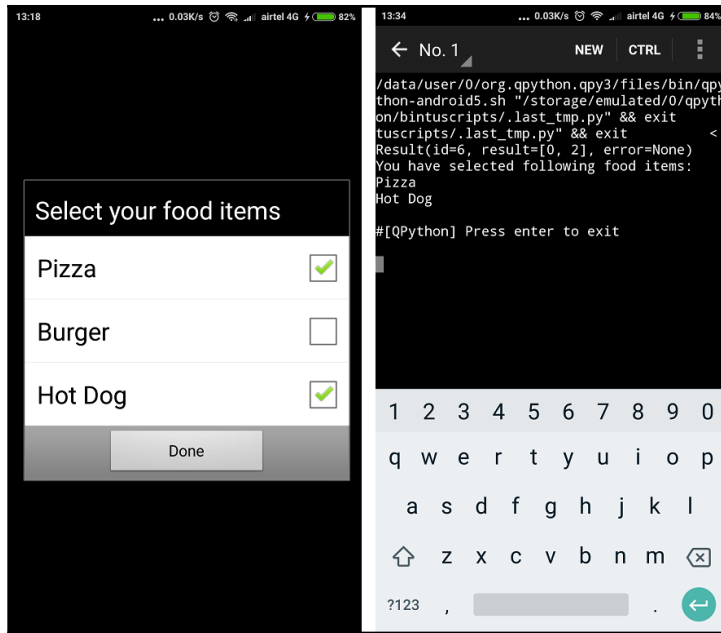 13:18 ... 0.03K/s airtel 4G 82%
Select your food items
Pizza
Burger
Hot Dog
Done
13:34 ... 0.03K/s airtel 4G 84%
No. 1 NEW CTRL
/data/user/0/org.qpython.qpy3/files/bin/qpy
thon-android5.sh "/storage/emulated/0/qpyth
on/bintuscripts/.last_tmp.py" && exit
tuscripts/.last_tmp.py" && exit <
Result(id=6, result=[0, 2], error=None)
You have selected following food items:
Pizza
Hot Dog
#[QPython] Press enter to exit
1 2 3 4 5 6 7 8 9 0
q w e r t y u i o p
a s d f g h j k l
z x c v b n m
?123 , .